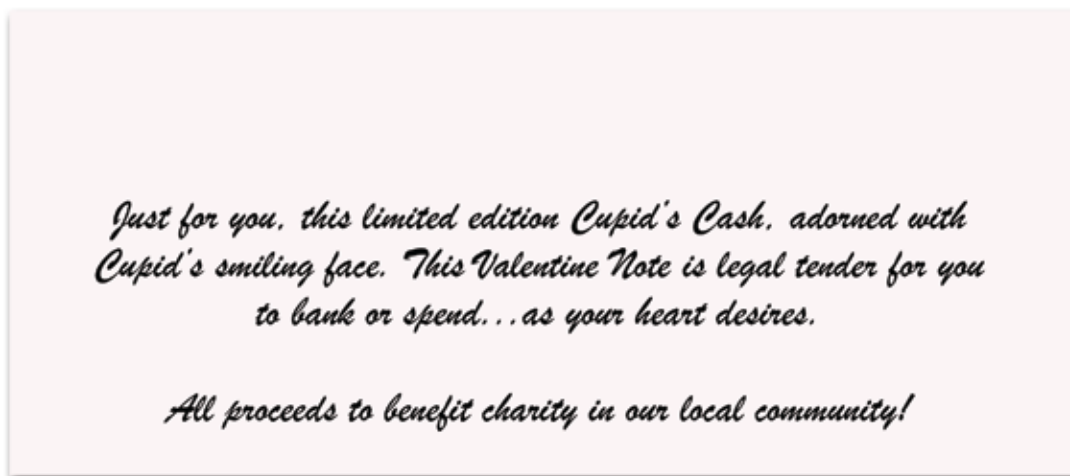 Just for you, this limited edition Cupid's Cash, adorned with
Cupid's smiling face. This Valentine Note is legal tender for you
to bank or spend...as your heart desires.
All proceeds to benefit charity in our local community!